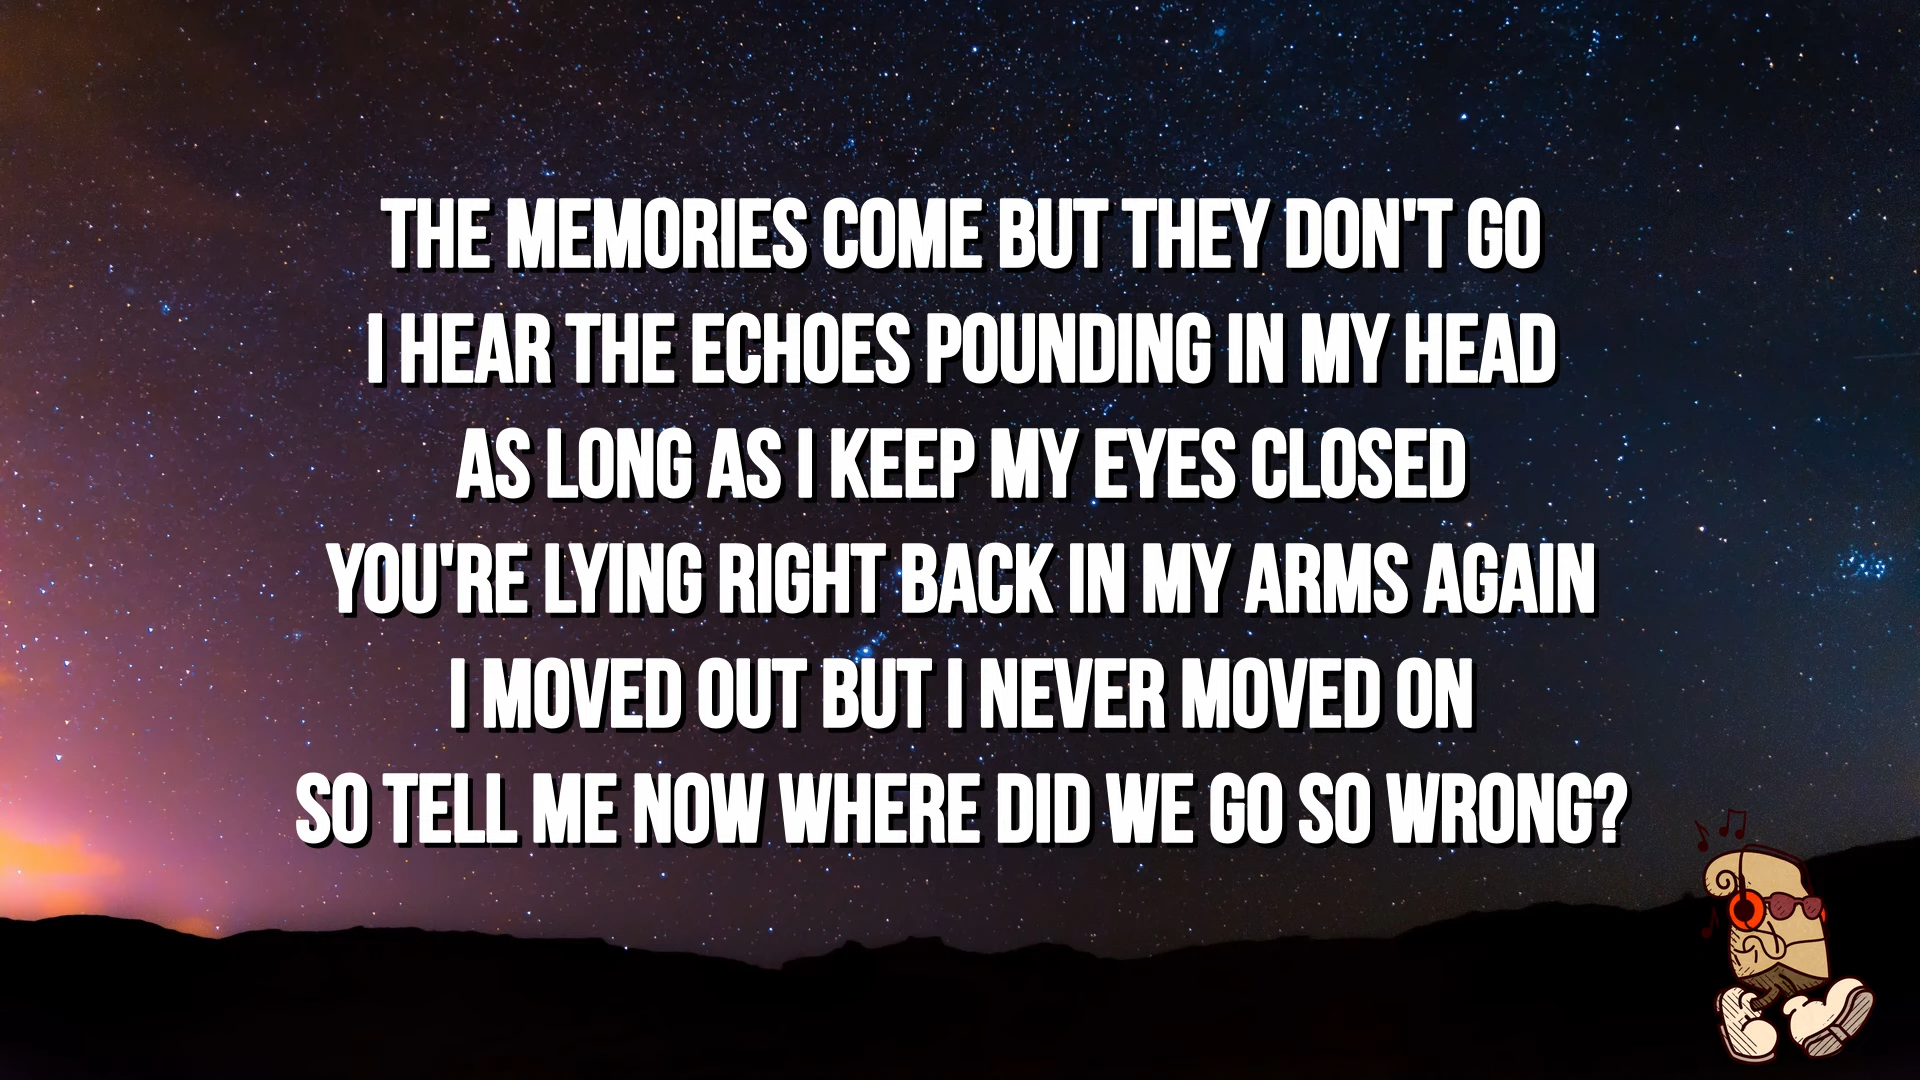 THE MEMORIES COME BUT THEY DON'T GO
I HEAR THE ECHOES POUNDING IN MY HEAD
AS LONG AS I KEEP MY EYES CLOSED
YOU'RE LYING RIGHT BACK IN MY ARMS AGAIN
I MOVED OUT BUT I NEVER MOVED ON
SO TELL ME NOW WHERE DID WE GO SO WRONG?